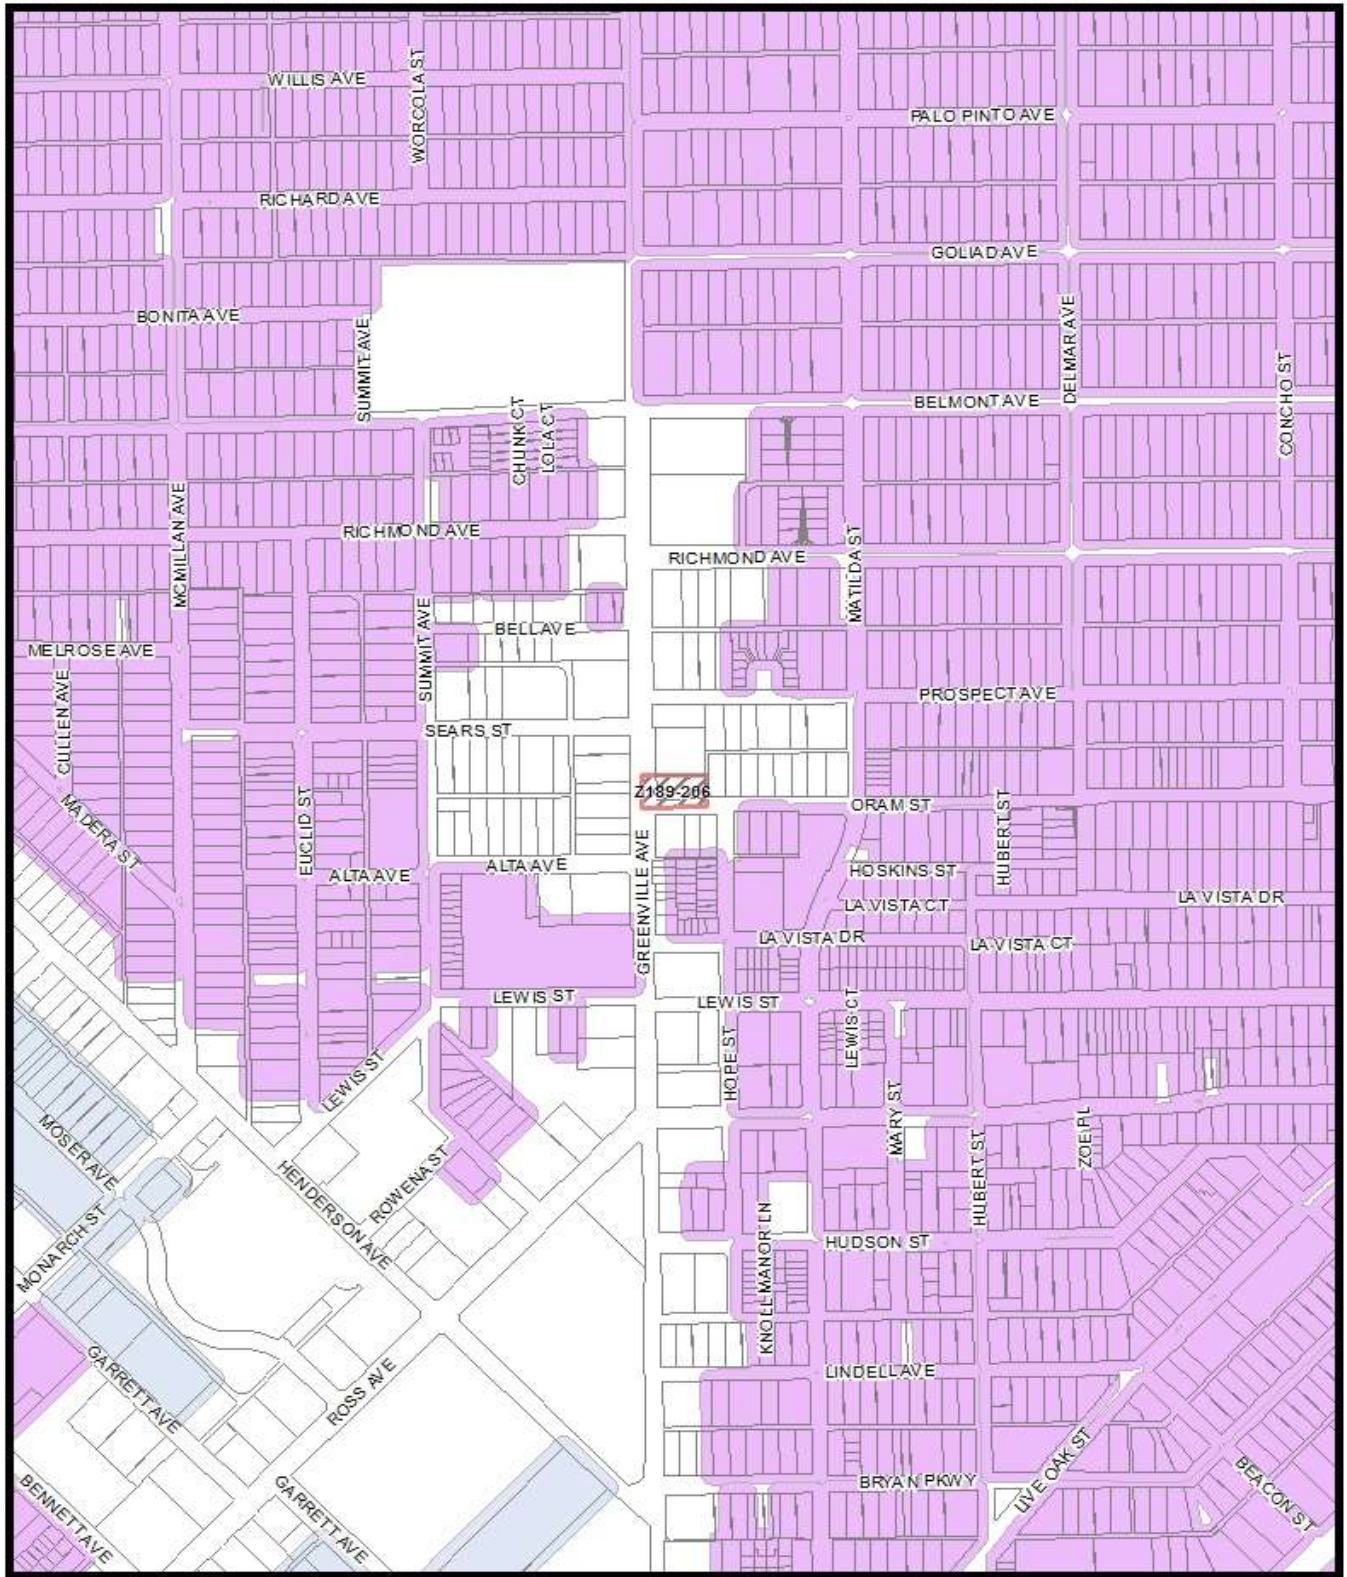 WILLIS AVE
WORCOLA ST
PALO PINTO AVE
RICHARD AVE
GOLIAD AVE
BONITA AVE
SUMMIT AVE
DELMAR AVE
CONCHO ST
BELMONT AVE
CHUNK CT
LOLA CT
MCMILLAN AVE
RICHMOND AVE
RICHMOND AVE
MATILDA ST
BELL AVE
SUMMIT AVE
MELROSE AVE
CULLEN AVE
PROSPECT AVE
SEARS ST
Z189-206
EUCLID ST
ORAM ST
HUBERT ST
MADERA ST
GREENVILLE AVE
ALTA AVE
ALTA AVE
HOSKINS ST
LA VISTA DR
LA VISTA CT
LA VISTA DR
LA VISTA CT
LEWIS ST
LEWIS ST
LEWIS CT
HOPE ST
LEWIS ST
MARY ST
ZOE PL
HUBERT ST
MOSER AVE
HENDERSON AVE
ROWENA ST
MONARCH ST
KNOLL MANOR LN
HUDSON ST
GARRETT AVE
ROSS AVE
LINDELL AVE
BRYAN PKWY
LIVE OAK ST
BEACON ST
BENNETT AVE
GARRETT AVE